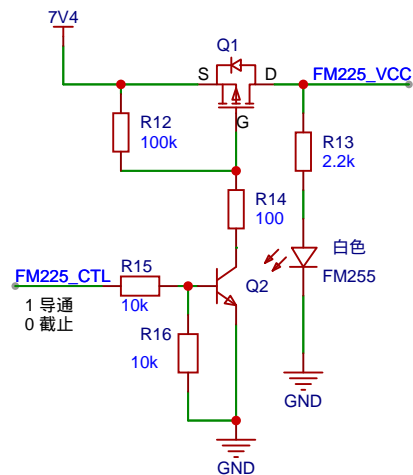 7V4
Q1
S
D
G
FM225_VCC
R12
100k
R13
2.2k
R14
100
白色
FM255
FM225_CTL
R15
10k
Q2
1 导通
0 截止
R16
10k
GND
GND